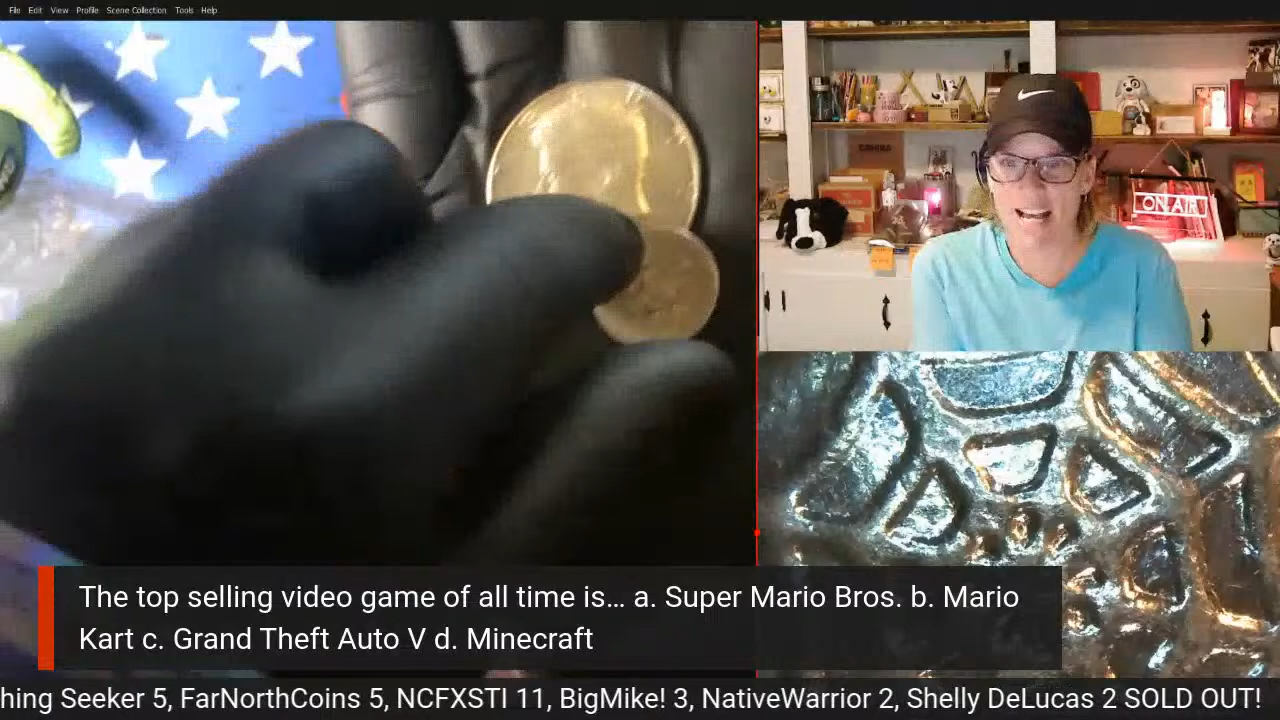 File Edit View Profile Scene Collection Tools Help
ON AIR
The top selling video game of all time is... a. Super Mario Bros. b. Mario
Kart c. Grand Theft Auto V d. Minecraft
hing Seeker 5, FarNorthCoins 5, NCFXSTI 11, BigMike! 3, NativeWarrior 2, Shelly DeLucas 2 SOLD OUT!